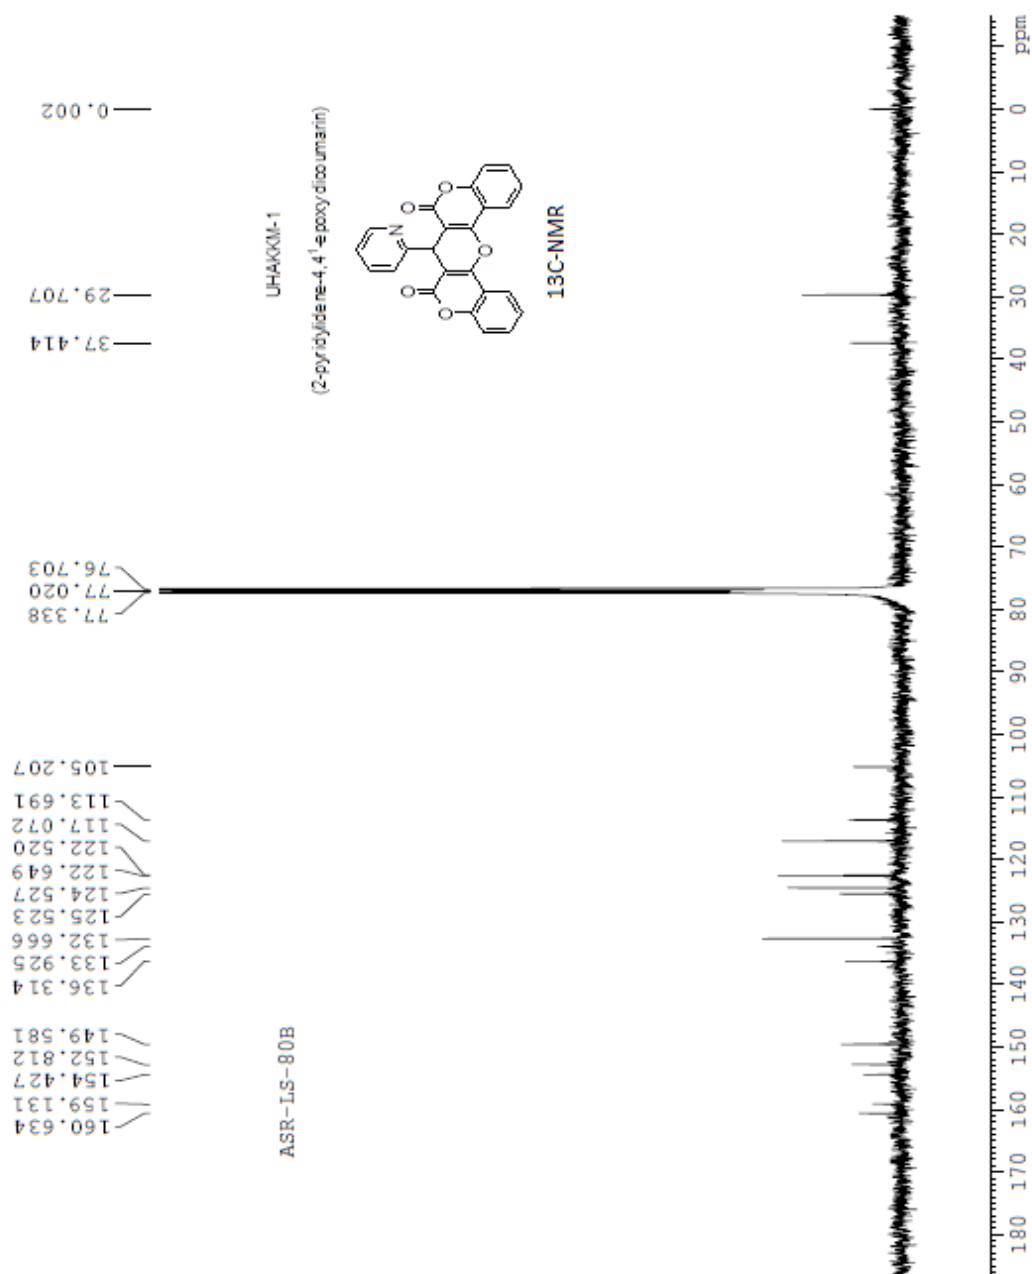 160.634
159.131
154.427
152.812
149.581
136.314
133.925
132.666
125.523
124.527
122.649
122.520
117.072
113.691
105.207
77.338
77.020
76.703
37.414
29.707
0.002
ASR-LS-80B
UHAKKM-1
(2-pyridylidene-4,4¹-epoxydicoumarin)
N
O O
O O
O
13C-NMR
180 170 160 150 140 130 120 110 100 90 80 70 60 50 40 30 20 10 0 ppm